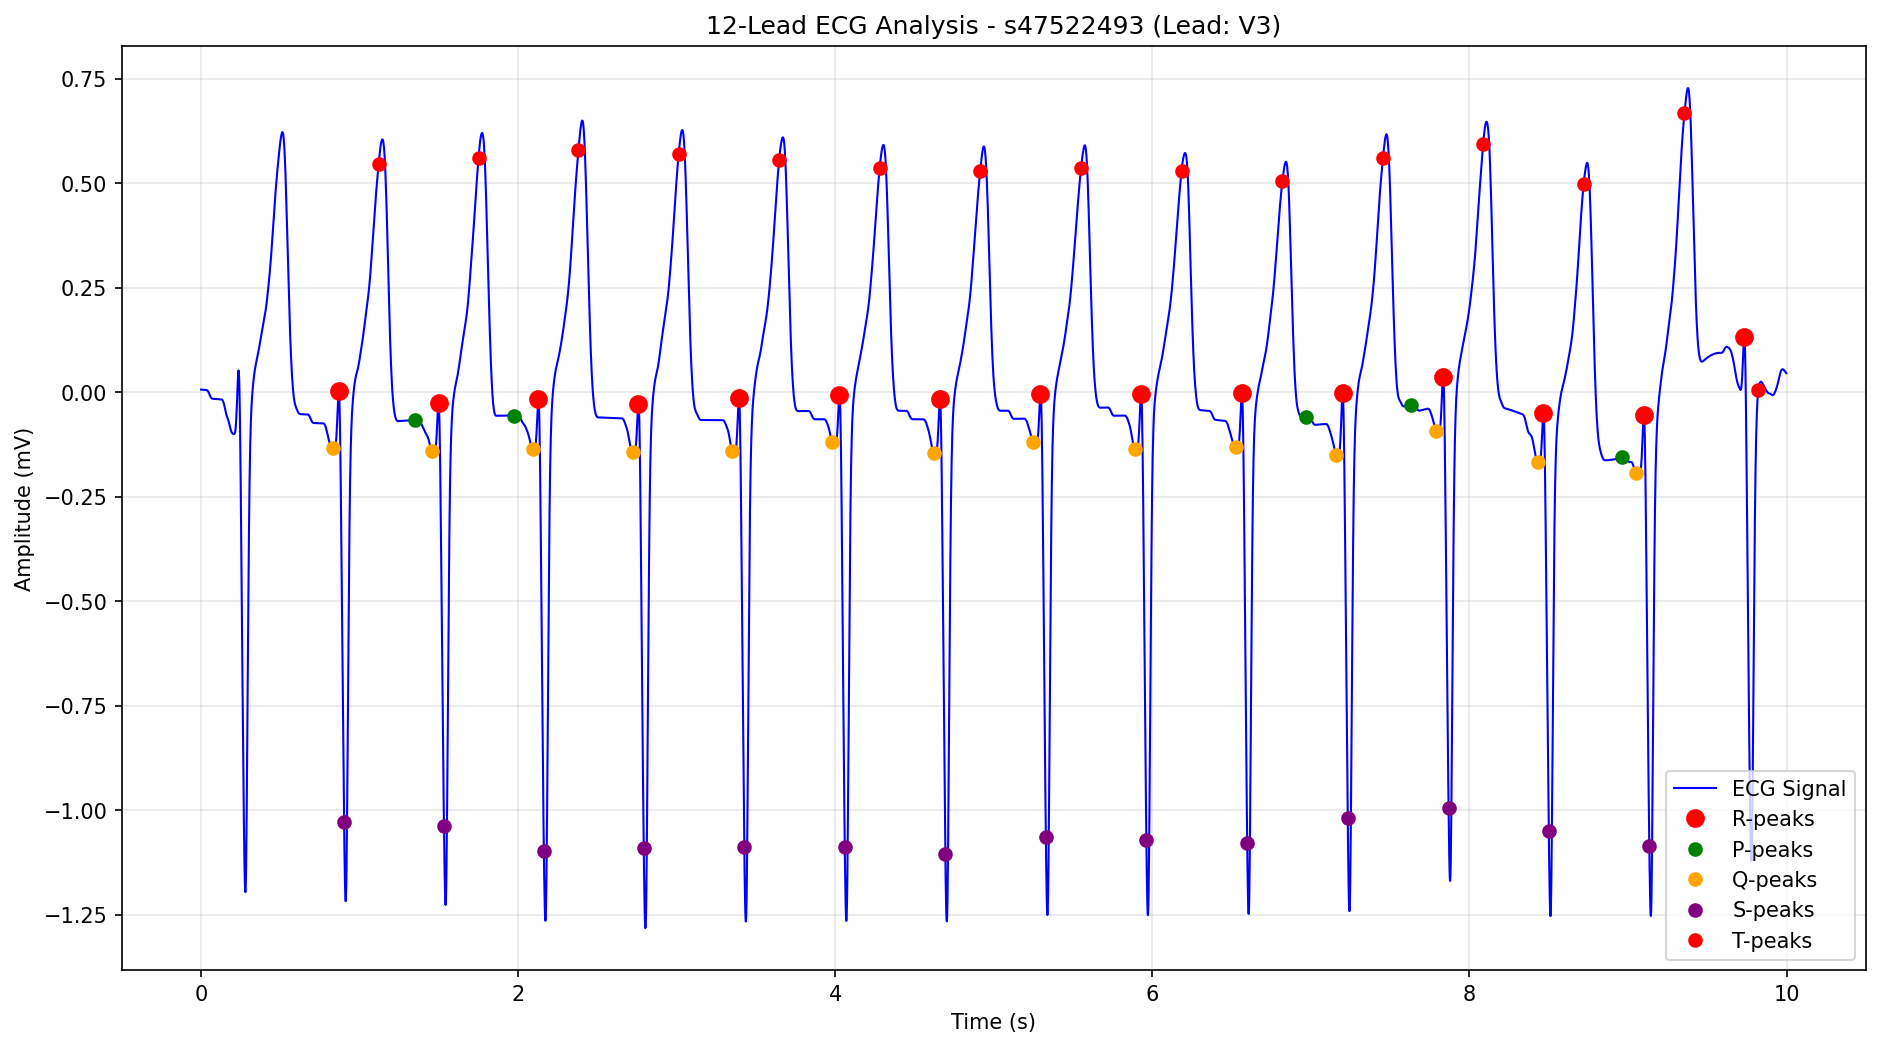 12-Lead ECG Analysis - s47522493 (Lead: V3)
0.75
0.50
0.25
0.00
−0.25
−0.50
−0.75
−1.00
−1.25
Amplitude (mV)
ECG Signal
R-peaks
P-peaks
Q-peaks
S-peaks
T-peaks
0 2 4 6 8 10
Time (s)